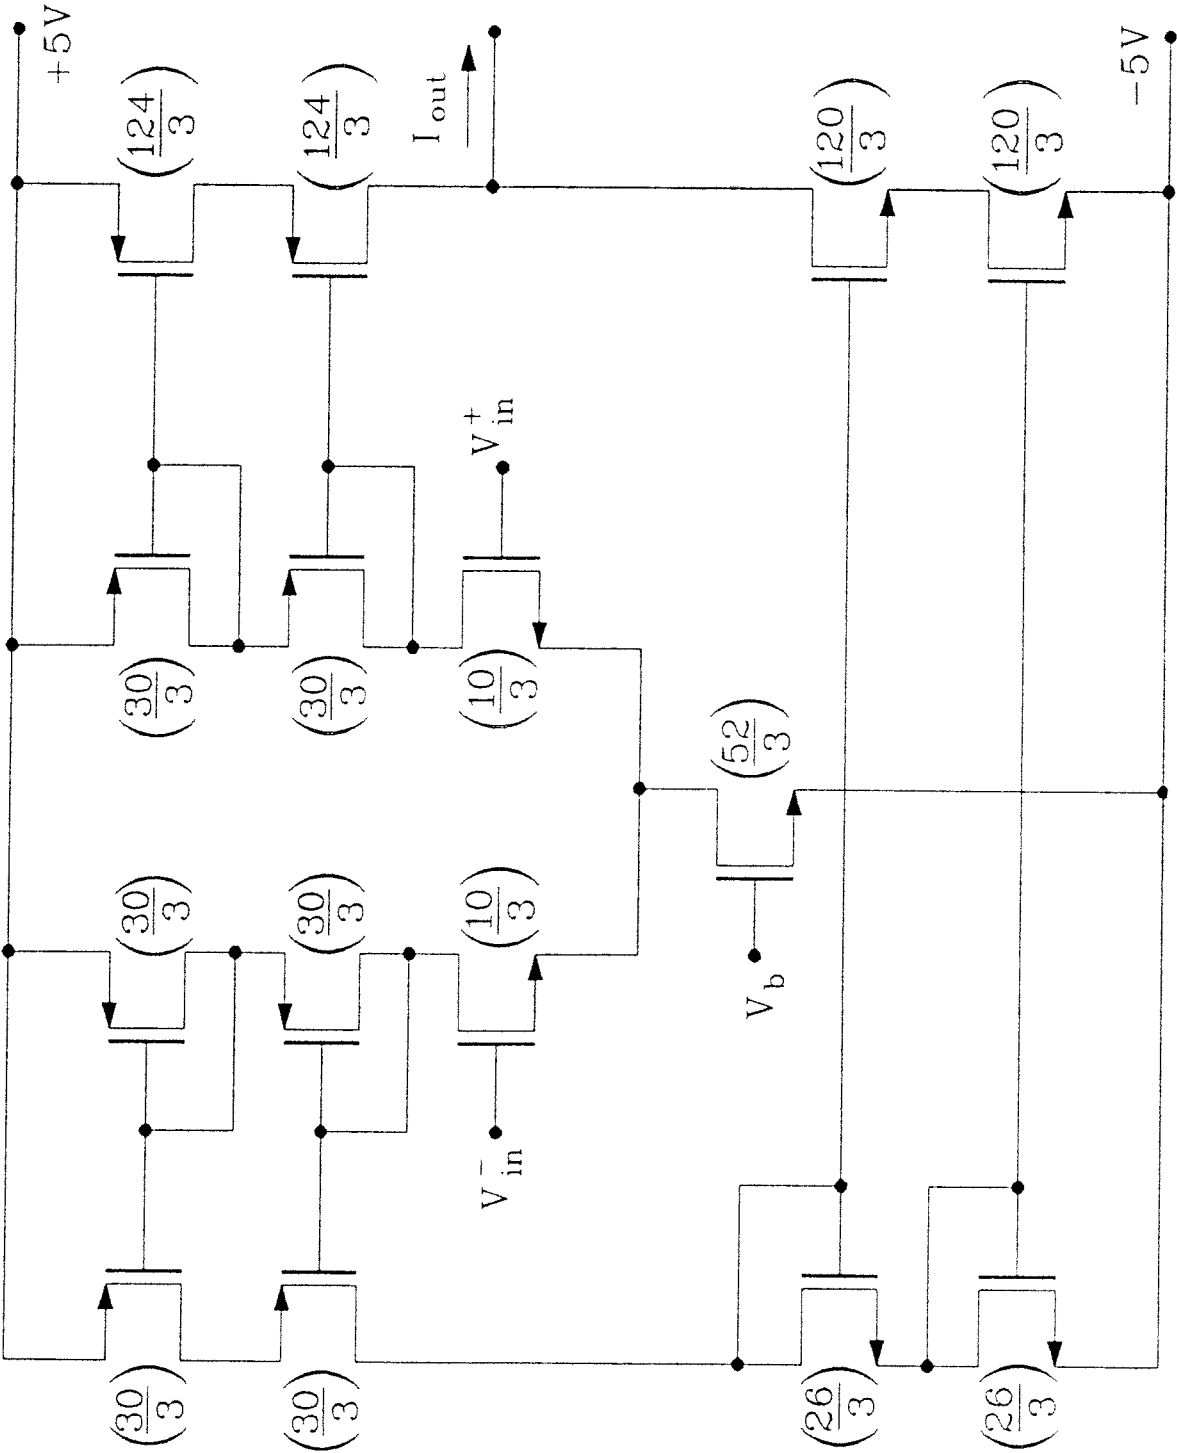 +5V
(124/3)
(124/3)
I_out
(120/3)
(120/3)
-5V
V_in^+
(30/3)
(30/3)
(10/3)
(52/3)
(30/3)
(30/3)
(10/3)
V_b
V_in^-
(30/3)
(30/3)
(26/3)
(26/3)